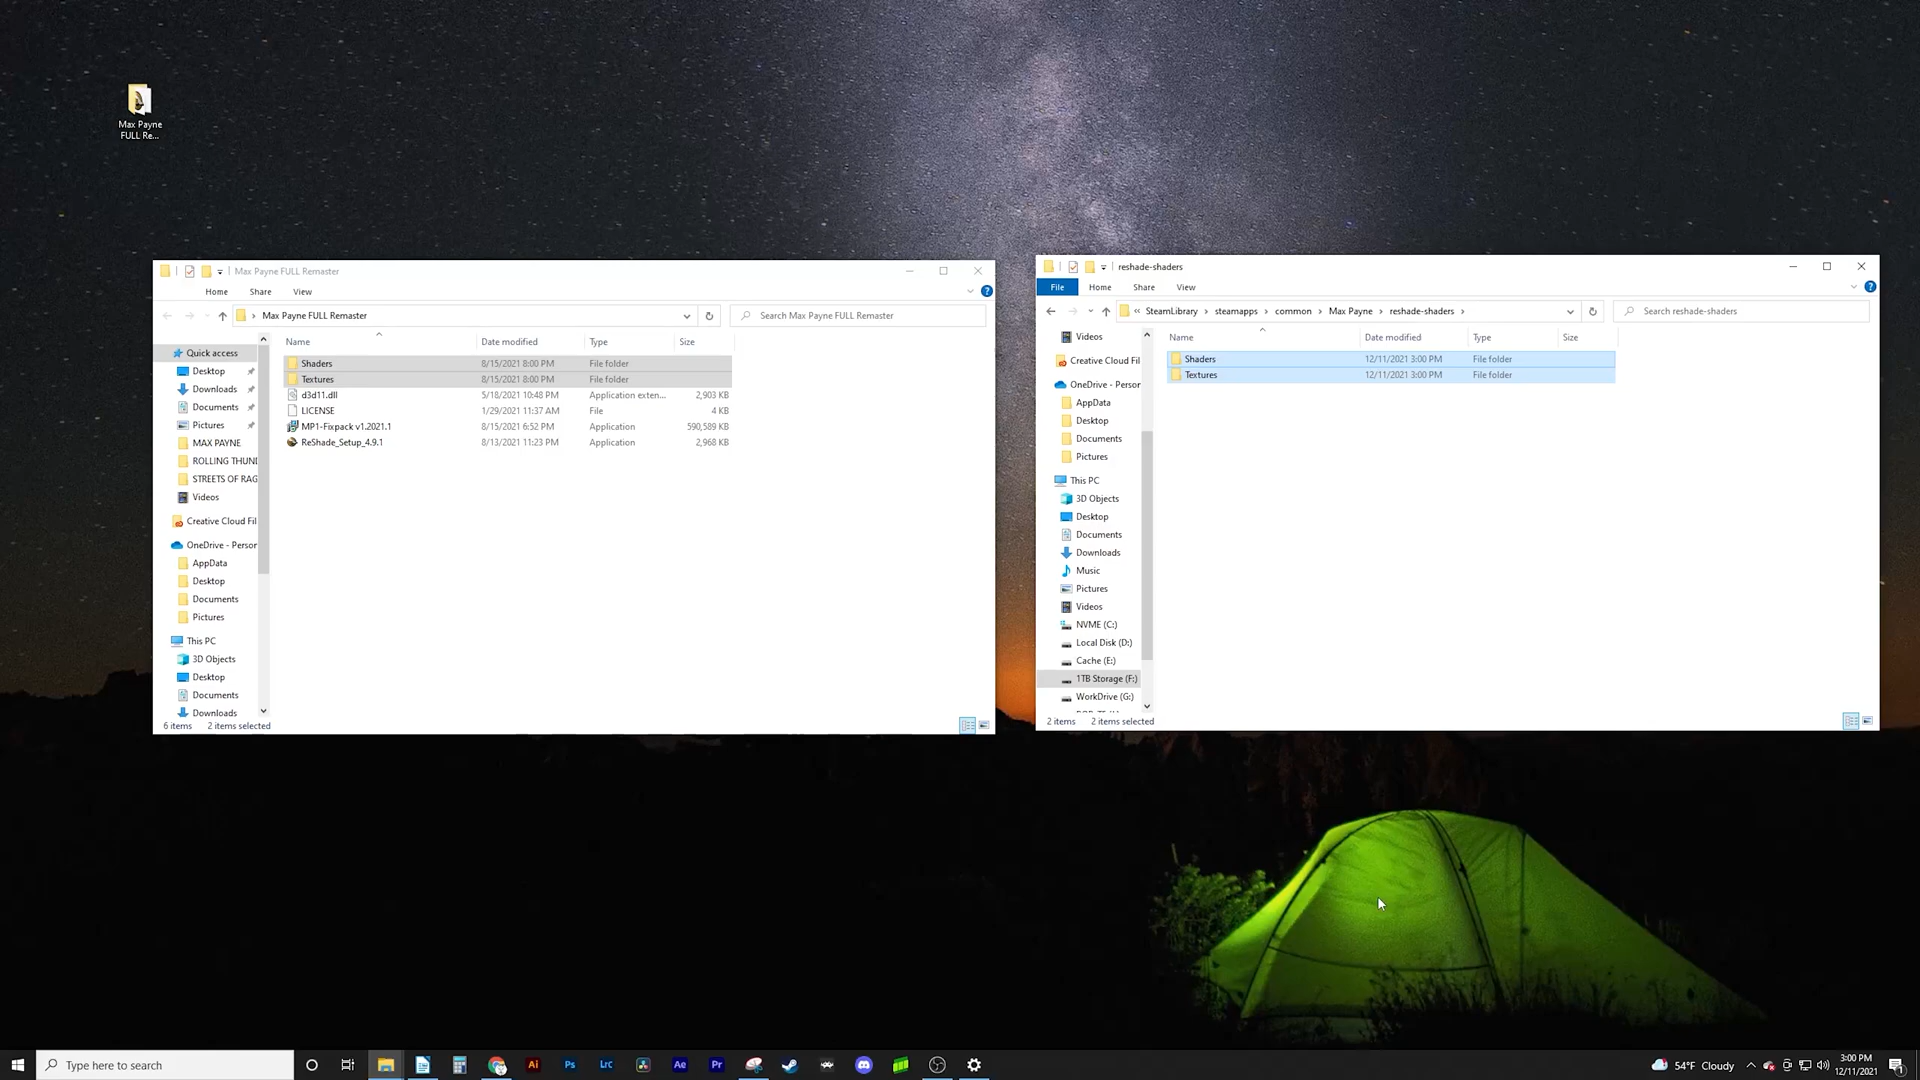 Max Payne
FULL Re...
Max Payne FULL Remaster
Home Share View
Max Payne FULL Remaster
Search Max Payne FULL Remaster
Quick access
Desktop
Downloads
Documents
Pictures
MAX PAYNE
ROLLING THUN
STREETS OF RAG
Videos
Creative Cloud Fil
OneDrive - Person
AppData
Desktop
Documents
Pictures
This PC
3D Objects
Desktop
Documents
Downloads
Name Date modified Type Size
Shaders 8/15/2021 8:00 PM File folder
Textures 8/15/2021 8:00 PM File folder
d3d11.dll 5/18/2021 10:48 PM Application exten... 2,903 KB
LICENSE 1/29/2021 11:37 AM File 4 KB
MP1-Fixpack v1.2021.1 8/15/2021 6:52 PM Application 590,589 KB
ReShade_Setup_4.9.1 8/13/2021 11:23 PM Application 2,968 KB
6 items 2 items selected
reshade-shaders
File Home Share View
« SteamLibrary > steamapps > common > Max Payne > reshade-shaders >
Search reshade-shaders
Videos
Creative Cloud Fil
OneDrive - Person
AppData
Desktop
Documents
Pictures
This PC
3D Objects
Desktop
Documents
Downloads
Music
Pictures
Videos
NVME (C:)
Local Disk (D:)
Cache (E:)
1TB Storage (F:)
WorkDrive (G:)
Name Date modified Type Size
Shaders 12/11/2021 3:00 PM File folder
Textures 12/11/2021 3:00 PM File folder
2 items 2 items selected
Type here to search
Ai Ps Lrc Ae Pr
54°F Cloudy
3:00 PM
12/11/2021